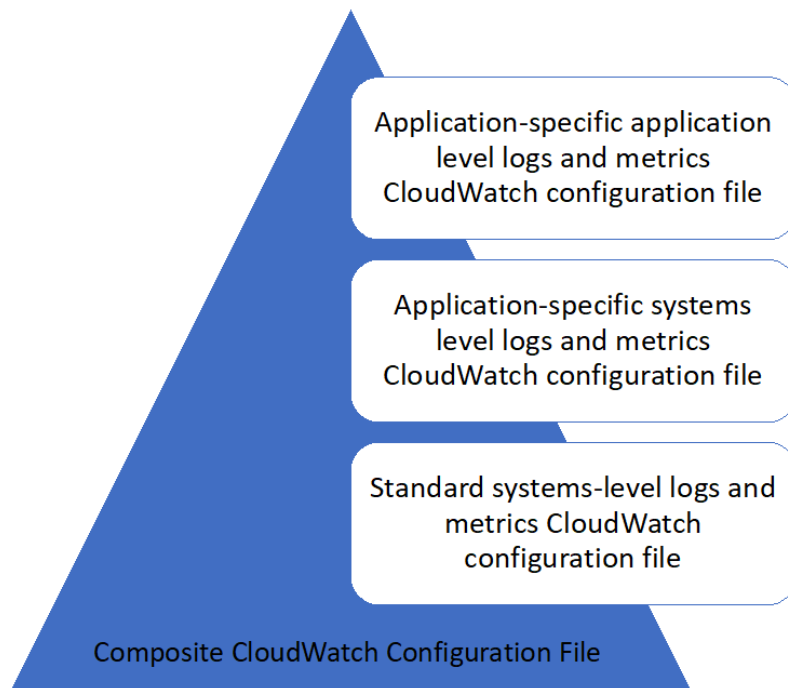 Application-specific application
level logs and metrics
CloudWatch configuration file
Application-specific systems
level logs and metrics
CloudWatch configuration file
Standard systems-level logs and
metrics CloudWatch
configuration file
Composite CloudWatch Configuration File